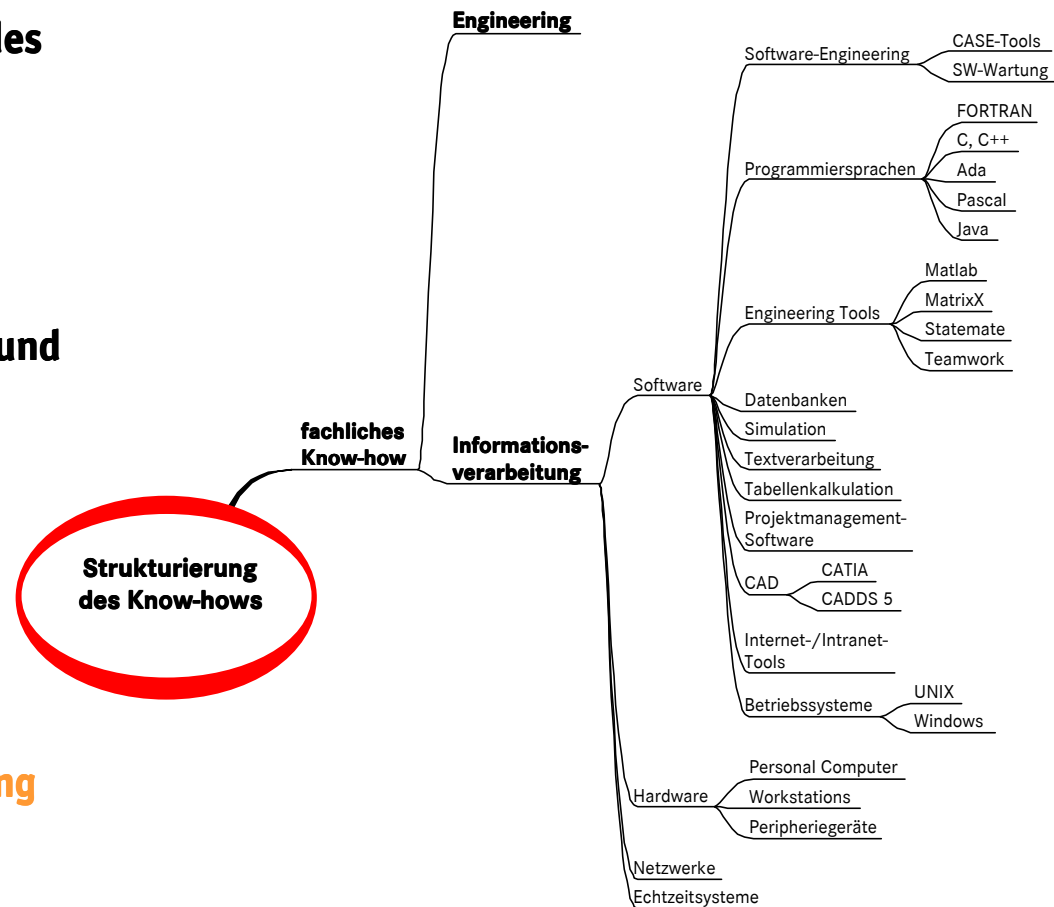 des
und
ng
Strukturierung
des Know-hows
fachliches
Know-how
Engineering
Informations-
verarbeitung
Software
Software-Engineering
CASE-Tools
SW-Wartung
Programmiersprachen
FORTRAN
C, C++
Ada
Pascal
Java
Engineering Tools
Matlab
MatrixX
Statemate
Teamwork
Datenbanken
Simulation
Textverarbeitung
Tabellenkalkulation
Projektmanagement-
Software
CAD
CATIA
CADDS 5
Internet-/Intranet-
Tools
Betriebssysteme
UNIX
Windows
Hardware
Personal Computer
Workstations
Peripheriegeräte
Netzwerke
Echtzeitsysteme